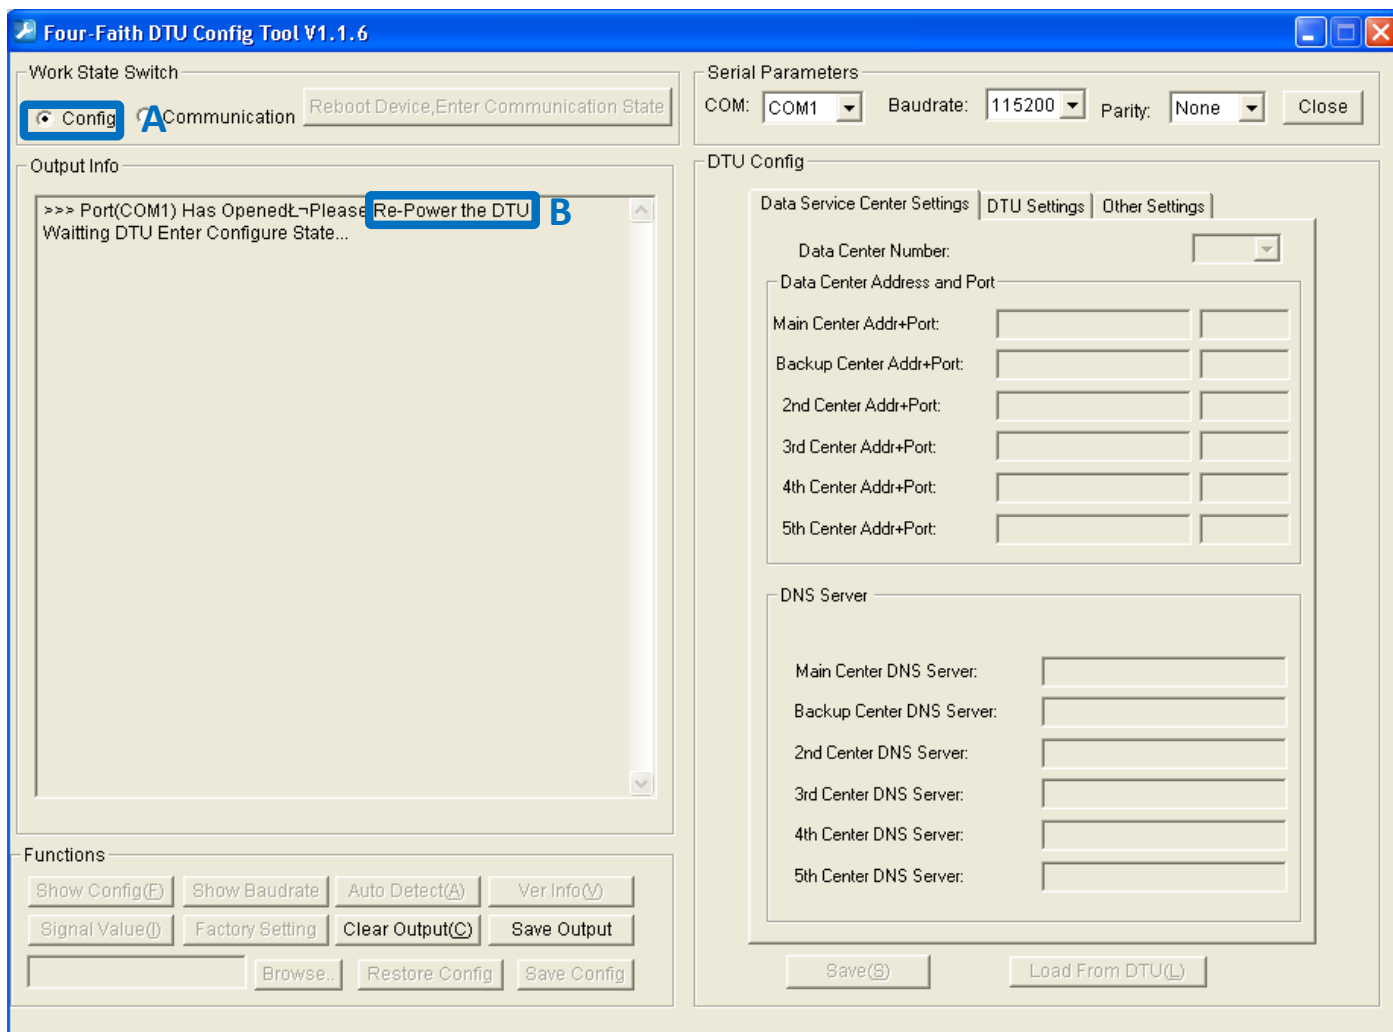 Four-Faith DTU Config Tool V1.1.6
Work State Switch
Config
A
Communication
Reboot Device,Enter Communication State
Serial Parameters
COM:
COM1
Baudrate:
115200
Parity:
None
Close
Output Info
>>> Port(COM1) Has OpenedŁ¬Please Re-Power the DTU
B
Waitting DTU Enter Configure State...
DTU Config
Data Service Center Settings
DTU Settings
Other Settings
Data Center Number:
Data Center Address and Port
Main Center Addr+Port:
Backup Center Addr+Port:
2nd Center Addr+Port:
3rd Center Addr+Port:
4th Center Addr+Port:
5th Center Addr+Port:
DNS Server
Main Center DNS Server:
Backup Center DNS Server:
2nd Center DNS Server:
3rd Center DNS Server:
4th Center DNS Server:
5th Center DNS Server:
Save(S)
Load From DTU(L)
Functions
Show Config(F)
Show Baudrate
Auto Detect(A)
Ver Info(V)
Signal Value(I)
Factory Setting
Clear Output(C)
Save Output
Browse..
Restore Config
Save Config